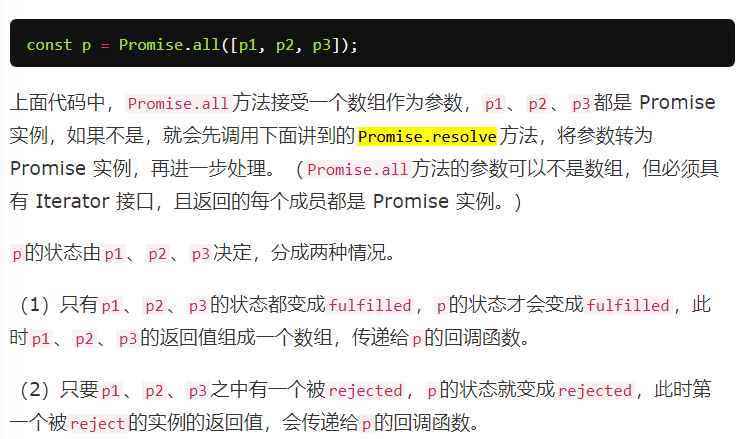 const p = Promise.all([p1, p2, p3]);
上面代码中，Promise.all方法接受一个数组作为参数，p1、p2、p3都是 Promise
实例，如果不是，就会先调用下面讲到的Promise.resolve方法，将参数转为
Promise 实例，再进一步处理。（Promise.all方法的参数可以不是数组，但必须具
有 Iterator 接口，且返回的每个成员都是 Promise 实例。）
p的状态由p1、p2、p3决定，分成两种情况。
（1）只有p1、p2、p3的状态都变成fulfilled，p的状态才会变成fulfilled，此
时p1、p2、p3的返回值组成一个数组，传递给p的回调函数。
（2）只要p1、p2、p3之中有一个被rejected，p的状态就变成rejected，此时第
一个被reject的实例的返回值，会传递给p的回调函数。